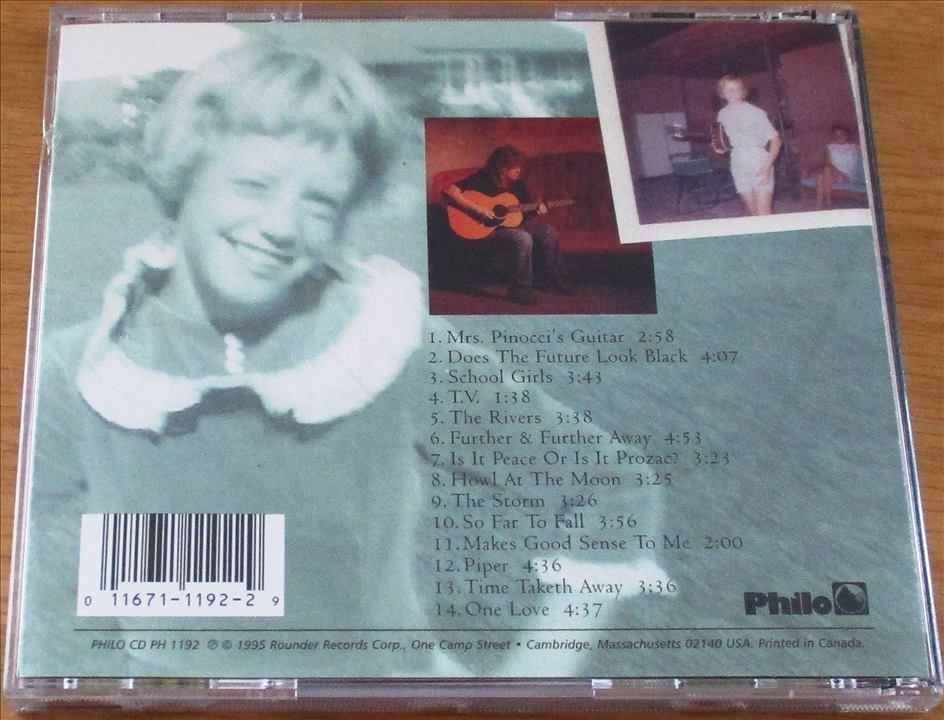 1. Mrs. Pinocci's Guitar 2:58
2. Does The Future Look Black 4:07
3. School Girls 3:43
4. T.V. 1:38
5. The Rivers 3:38
6. Further & Further Away 4:53
7. Is It Peace Or Is It Prozac? 3:23
8. Howl At The Moon 3:25
9. The Storm 3:26
10. So Far To Fall 3:56
11. Makes Good Sense To Me 2:00
12. Piper 4:36
13. Time Taketh Away 3:36
14. One Love 4:37
0 11671-1192-2 9
Philo
PHILO CD PH 1192 ℗ © 1995 Rounder Records Corp., One Camp Street • Cambridge, Massachusetts 02140 USA. Printed in Canada.